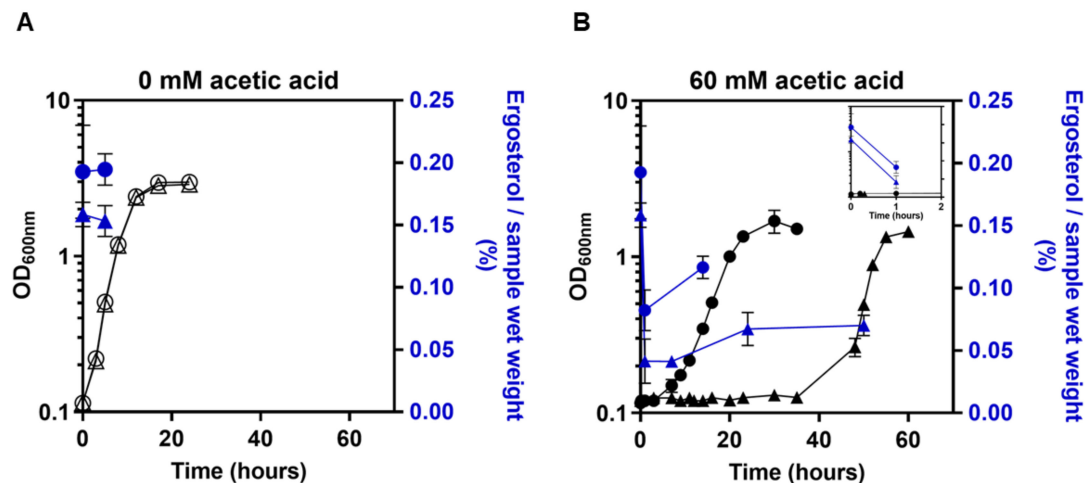 A
B
0 mM acetic acid
60 mM acetic acid
10
1
0.1
OD600nm
0.25
0.20
0.15
0.10
0.05
0.00
Ergosterol / sample wet weight
(%)
0
20
40
60
Time (hours)
10
1
0.1
OD600nm
0.25
0.20
0.15
0.10
0.05
0.00
Ergosterol / sample wet weight
(%)
0
1
2
Time (hours)
0
20
40
60
Time (hours)